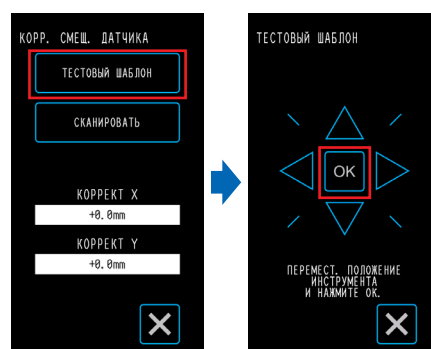 КОРР. СМЕЩ. ДАТЧИКА
ТЕСТОВЫЙ ШАБЛОН
СКАНИРОВАТЬ
КОРРЕКТ X
+0.0mm
КОРРЕКТ Y
+0.0mm
ТЕСТОВЫЙ ШАБЛОН
OK
ПЕРЕМЕСТ. ПОЛОЖЕНИЕ
ИНСТРУМЕНТА
И НАЖМИТЕ ОК.